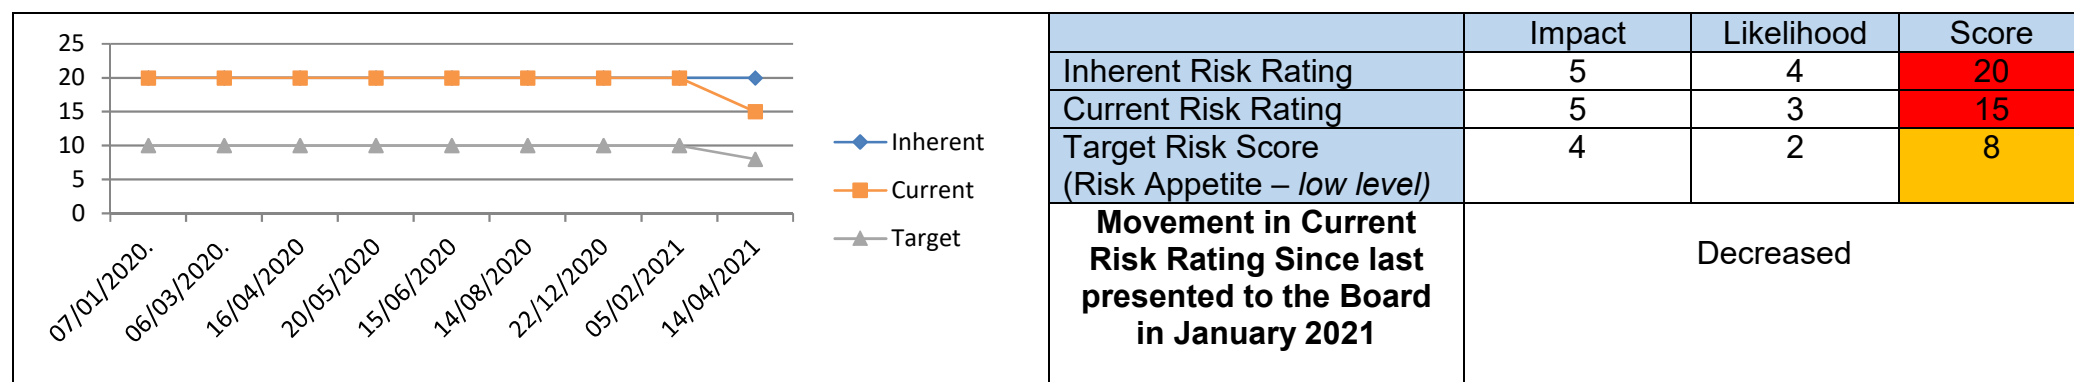 25
20
15
10
5
0
07/01/2020.
06/03/2020.
16/04/2020
20/05/2020
15/06/2020
14/08/2020
22/12/2020
05/02/2021
14/04/2021
Inherent
Current
Target
Impact Likelihood Score
Inherent Risk Rating 5 4 20
Current Risk Rating 5 3 15
Target Risk Score 4 2 8
(Risk Appetite – low level)
Movement in Current
Risk Rating Since last
presented to the Board
in January 2021
Decreased